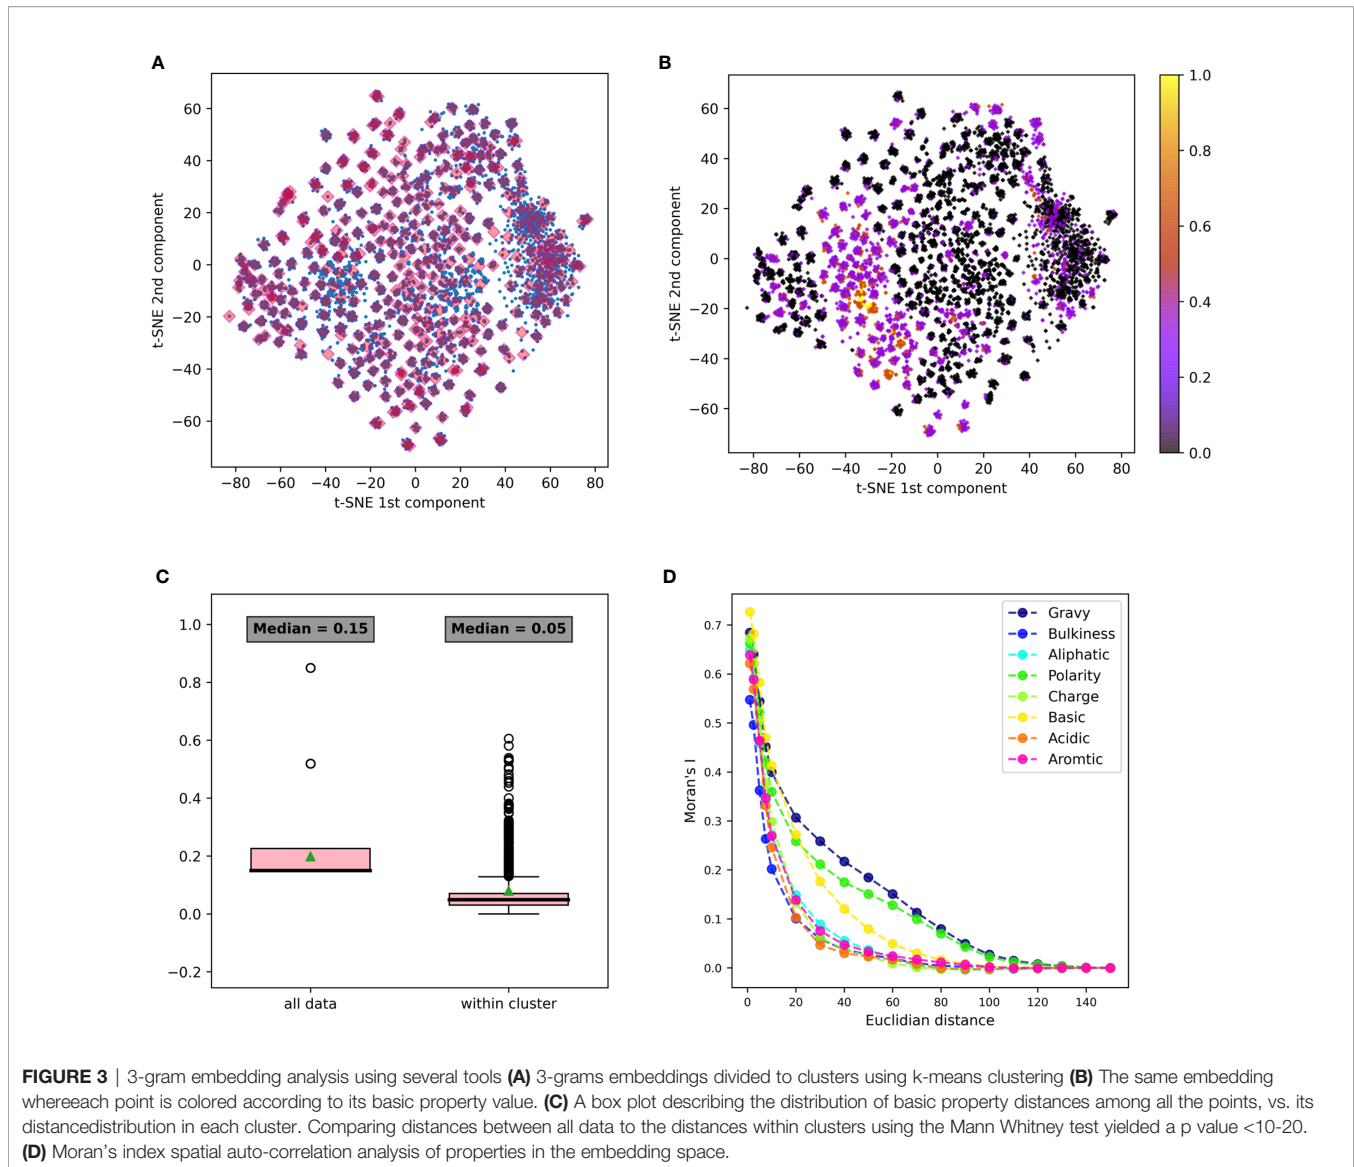 A
60
40
20
0
−20
−40
−60
t-SNE 2nd component
−80 −60 −40 −20 0 20 40 60 80
t-SNE 1st component
B
60
40
20
0
−20
−40
−60
t-SNE 2nd component
−80 −60 −40 −20 0 20 40 60 80
t-SNE 1st component
1.0
0.8
0.6
0.4
0.2
0.0
C
1.0
0.8
0.6
0.4
0.2
0.0
−0.2
Median = 0.15
Median = 0.05
all data within cluster
D
0.7
0.6
0.5
0.4
0.3
0.2
0.1
0.0
Moran's I
Gravy
Bulkiness
Aliphatic
Polarity
Charge
Basic
Acidic
Aromtic
0 20 40 60 80 100 120 140
Euclidian distance
FIGURE 3 | 3-gram embedding analysis using several tools (A) 3-grams embeddings divided to clusters using k-means clustering (B) The same embedding
whereeach point is colored according to its basic property value. (C) A box plot describing the distribution of basic property distances among all the points, vs. its
distancedistribution in each cluster. Comparing distances between all data to the distances within clusters using the Mann Whitney test yielded a p value <10-20.
(D) Moran's index spatial auto-correlation analysis of properties in the embedding space.